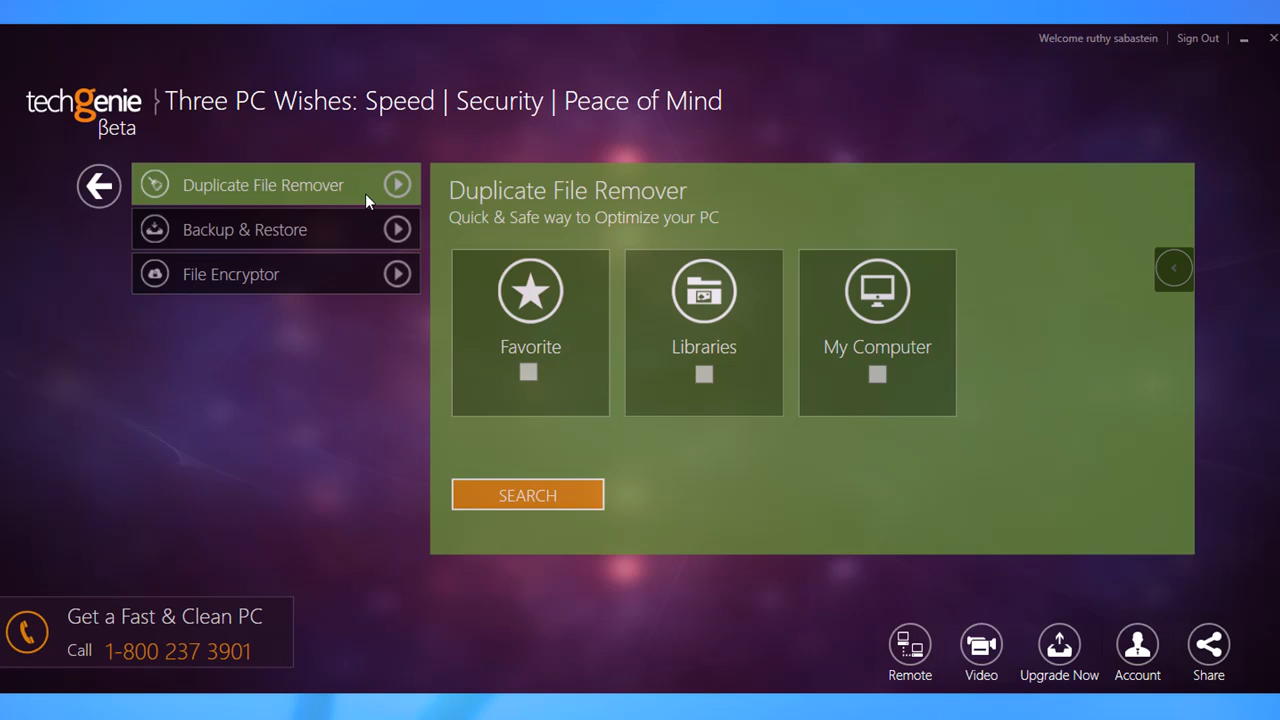 Welcome ruthy sabastein
Sign Out
techgenie
βeta
Three PC Wishes: Speed | Security | Peace of Mind
Duplicate File Remover
Backup & Restore
File Encryptor
Duplicate File Remover
Quick & Safe way to Optimize your PC
Favorite
Libraries
My Computer
SEARCH
Get a Fast & Clean PC
Call 1-800 237 3901
Remote
Video
Upgrade Now
Account
Share